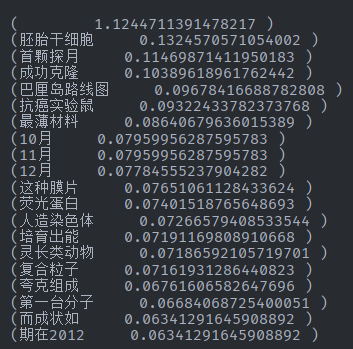 (          1.1244711391478217 )
(胚胎干细胞     0.1324570571054002 )
(首颗探月     0.11469871411950183 )
(成功克隆     0.10389618961762442 )
(巴厘岛路线图     0.0967841668878280​8 )
(抗癌实验鼠     0.09322433782373768 )
(最薄材料     0.08640679636015389 )
(10月     0.07959956287595783 )
(11月     0.07959956287595783 )
(12月     0.07784555237904282 )
(这种膜片     0.07651061128433624 )
(荧光蛋白     0.07401518765648693 )
(人造染色体     0.07266579408533544 )
(培育出能     0.07191169808910668 )
(灵长类动物     0.07186592105719701 )
(复合粒子     0.07161931286440823 )
(夸克组成     0.06761606582647696 )
(第一台分子     0.06684068725400051 )
(而成状如     0.06341291645908892 )
(期在2012     0.06341291645908892 )